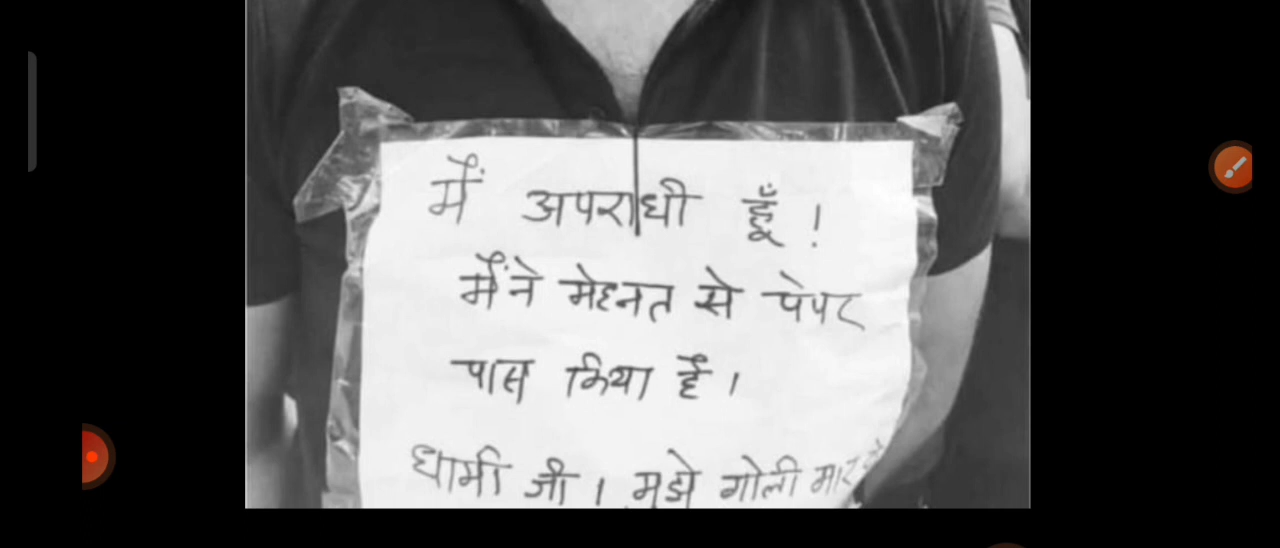 मैं अपराधी हूँ !
मैंने मेहनत से पेपर
पास किया है ।
धामी जी । मुझे गोली मार दो